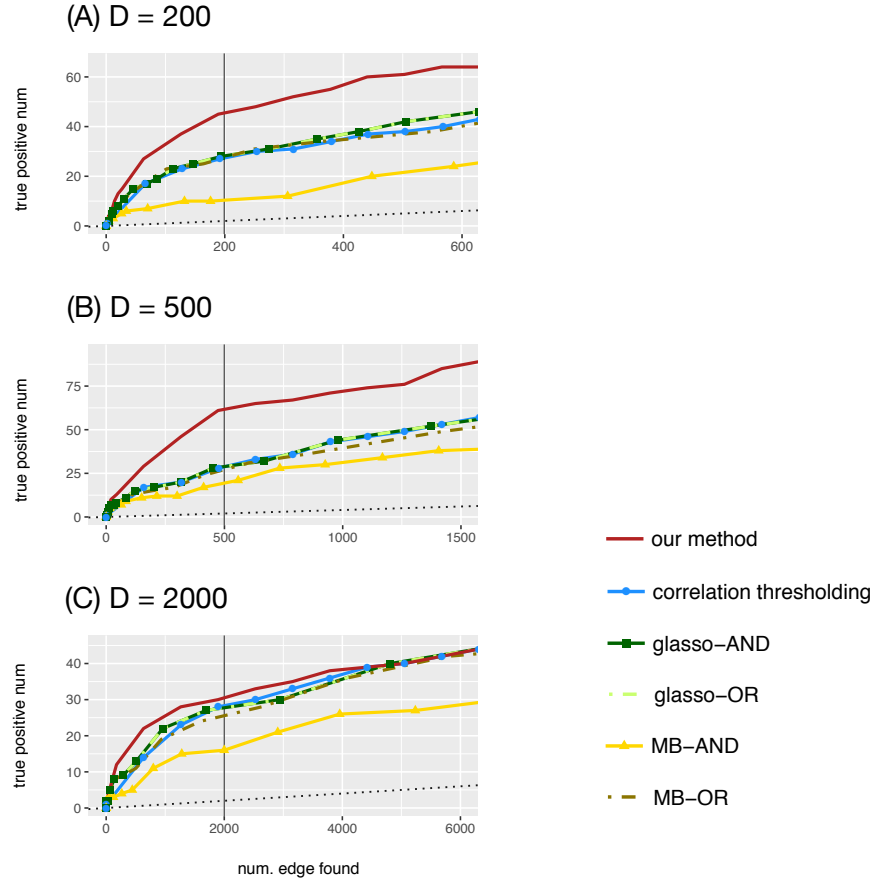 (A) D = 200
true positive num
60
40
20
0
0 200 400 600
(B) D = 500
true positive num
75
50
25
0
0 500 1000 1500
(C) D = 2000
true positive num
40
30
20
10
0
0 2000 4000 6000
num. edge found
our method
correlation thresholding
glasso−AND
glasso−OR
MB−AND
MB−OR